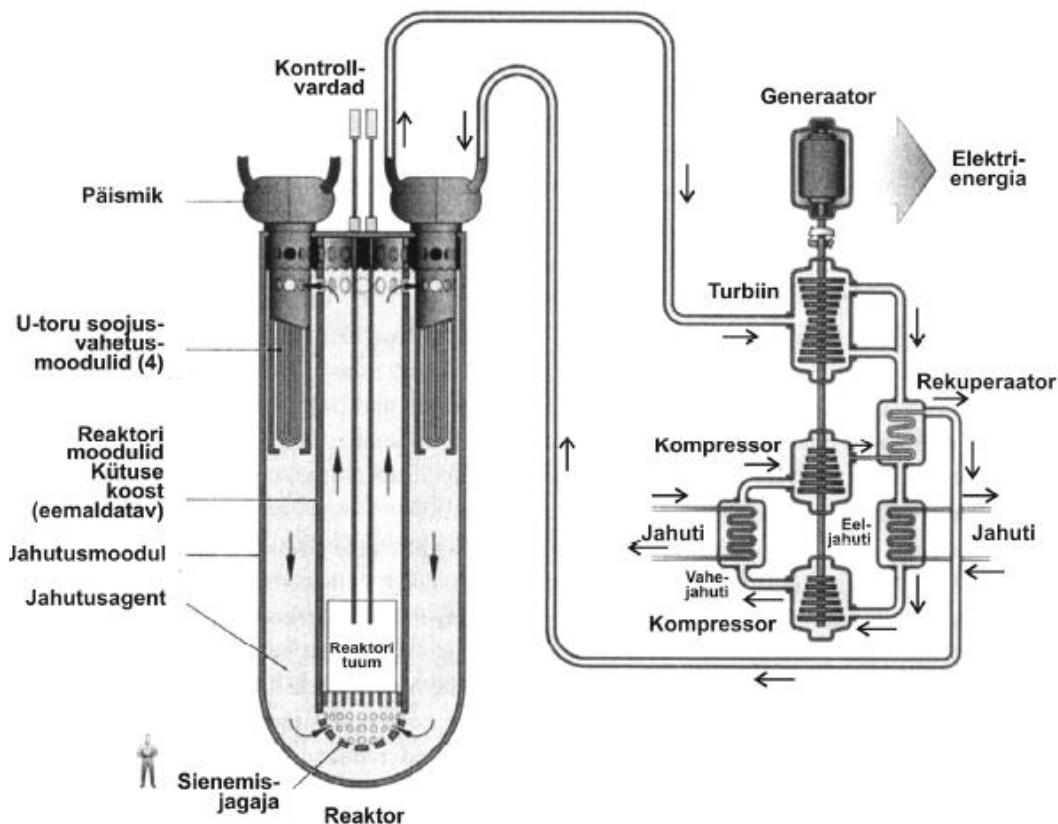 Kontroll-
vardad
Generaator
Elektri-
energia
Päismik
Turbiin
U-toru soojus-
vahetus-
moodulid (4)
Rekuperaator
Reaktori
moodulid
Kütuse
koost
(eemaldatav)
Kompressor
Jahuti
Eel-
jahuti
Jahuti
Jahutusmoodul
Vahe-
jahuti
Jahutusagent
Kompressor
Reaktori
tuum
Sienemis-
jagaja
Reaktor